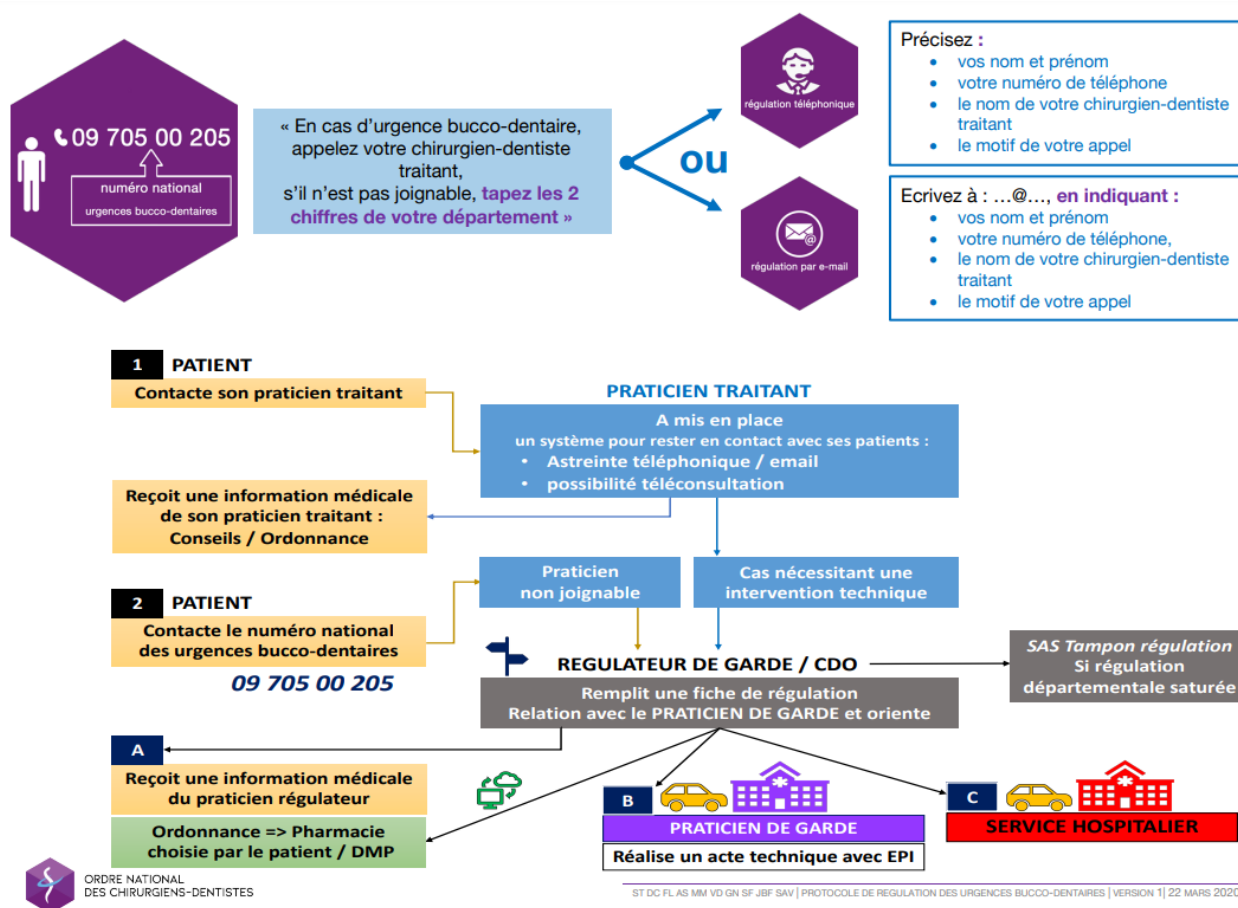 09 705 00 205
numéro national
urgences bucco-dentaires
« En cas d'urgence bucco-dentaire,
appelez votre chirurgien-dentiste
traitant,
s'il n'est pas joignable, tapez les 2
chiffres de votre département »
ou
régulation téléphonique
Précisez :
• vos nom et prénom
• votre numéro de téléphone
• le nom de votre chirurgien-dentiste
traitant
• le motif de votre appel
régulation par e-mail
Ecrivez à : ...@..., en indiquant :
• vos nom et prénom
• votre numéro de téléphone,
• le nom de votre chirurgien-dentiste
traitant
• le motif de votre appel
1 PATIENT
Contacte son praticien traitant
PRATICIEN TRAITANT
A mis en place
un système pour rester en contact avec ses patients :
• Astreinte téléphonique / email
• possibilité téléconsultation
Reçoit une information médicale
de son praticien traitant :
Conseils / Ordonnance
Praticien
non joignable
Cas nécessitant une
intervention technique
2 PATIENT
Contacte le numéro national
des urgences bucco-dentaires
09 705 00 205
REGULATEUR DE GARDE / CDO
Remplit une fiche de régulation
Relation avec le PRATICIEN DE GARDE et oriente
SAS Tampon régulation
Si régulation
départementale saturée
A
Reçoit une information médicale
du praticien régulateur
Ordonnance => Pharmacie
choisie par le patient / DMP
B
PRATICIEN DE GARDE
Réalise un acte technique avec EPI
C
SERVICE HOSPITALIER
ORDRE NATIONAL
DES CHIRURGIENS-DENTISTES
ST DC FL AS MM VD GN SF JBF SAV | PROTOCOLE DE REGULATION DES URGENCES BUCCO-DENTAIRES | VERSION 1| 22 MARS 2020